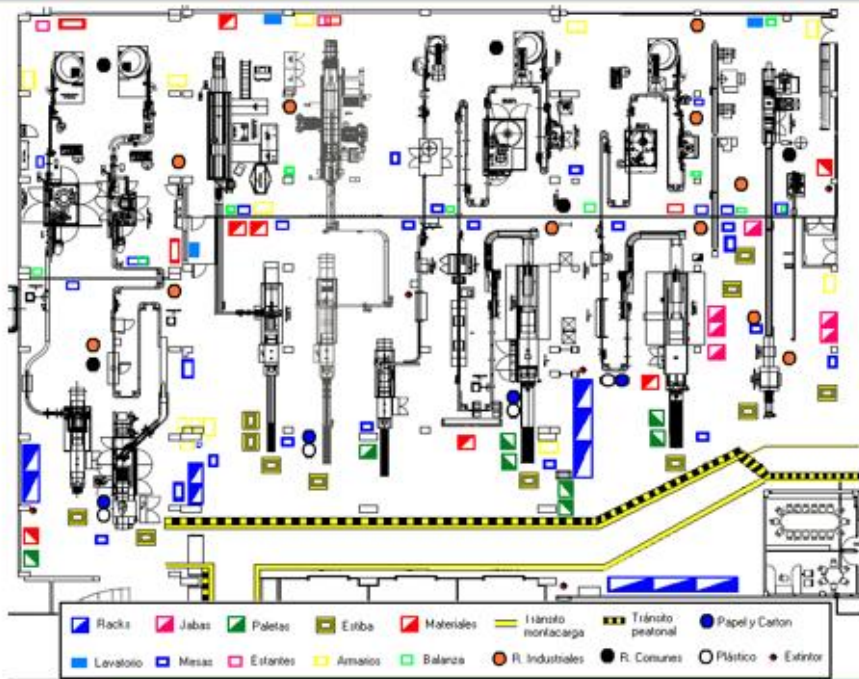 Racks Jabas Paletas Estiba Materiales Tránsito montacarga Tránsito peatonal Papel y Carton
Lavatorio Mesas Estantes Armarios Balanza R. Industriales R. Comunes Plástico Extintor